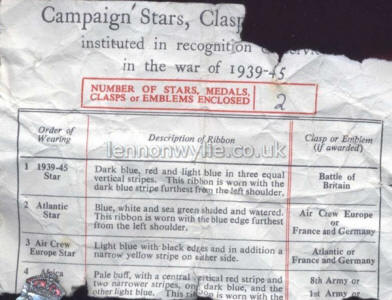 Campaign Stars, Clasp
instituted in recognition
in the war of 1939-45
NUMBER OF STARS, MEDALS,
CLASPS or EMBLEMS ENCLOSED
2
Order of
Wearing
Description of Ribbon
Clasp or Emblem
(if awarded)
lennonwylie.co.uk
1 1939-45
Star
Dark blue, red and light blue in three equal
vertical stripes. This ribbon is worn with the
dark blue stripe furthest from the left shoulder.
Battle of
Britain
2 Atlantic
Star
Blue, white and sea green shaded and watered.
This ribbon is worn with the blue edge furthest
from the left shoulder.
Air Crew Europe
or
France and Germany
3 Air Crew
Europe Star
Light blue with black edges and in addition a
narrow yellow stripe on either side.
Atlantic or
France and Germany
4 Africa
Pale buff, with a central vertical red stripe and
two narrower stripes, one dark blue, and the
other light blue. This ribbon is worn with the
8th Army or
1st Army or